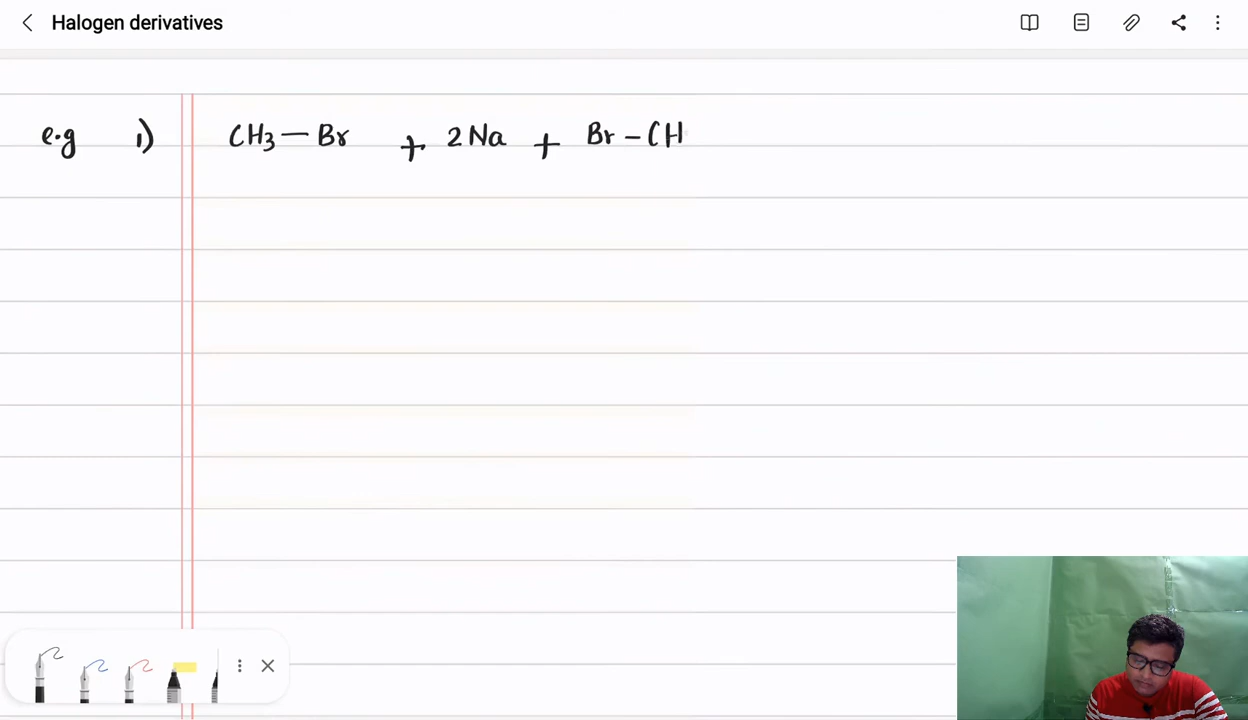 Halogen derivatives
e.g 1) CH₃—Br + 2Na + Br-CH